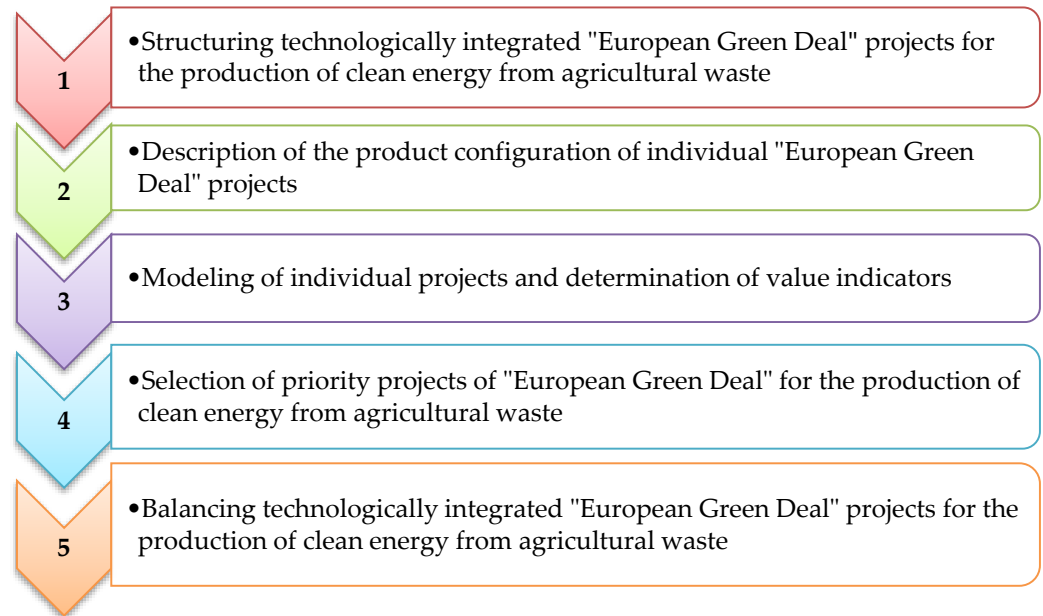 1
•Structuring technologically integrated "European Green Deal" projects for
the production of clean energy from agricultural waste
2
•Description of the product configuration of individual "European Green
Deal" projects
3
•Modeling of individual projects and determination of value indicators
4
•Selection of priority projects of "European Green Deal" for the production of
clean energy from agricultural waste
5
•Balancing technologically integrated "European Green Deal" projects for the
production of clean energy from agricultural waste